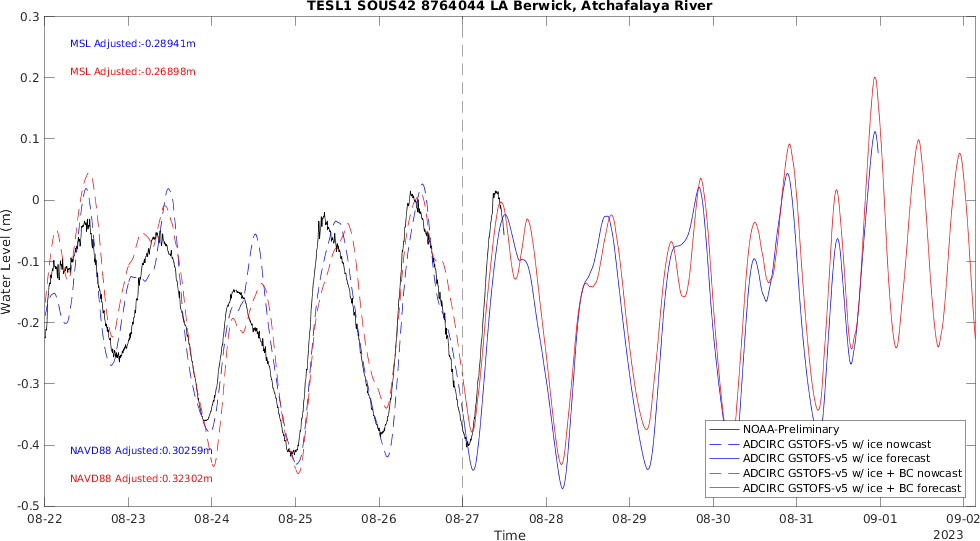 TESL1 SOUS42 8764044 LA Berwick, Atchafalaya River
0.3
0.2
0.1
0
-0.1
-0.2
-0.3
-0.4
-0.5
Water Level (m)
MSL Adjusted:-0.28941m
MSL Adjusted:-0.26898m
NAVD88 Adjusted:0.30259m
NAVD88 Adjusted:0.32302m
NOAA-Preliminary
ADCIRC GSTOFS-v5 w/ ice nowcast
ADCIRC GSTOFS-v5 w/ ice forecast
ADCIRC GSTOFS-v5 w/ ice + BC nowcast
ADCIRC GSTOFS-v5 w/ ice + BC forecast
08-22 08-23 08-24 08-25 08-26 08-27 08-28 08-29 08-30 08-31 09-01 09-02
Time
2023